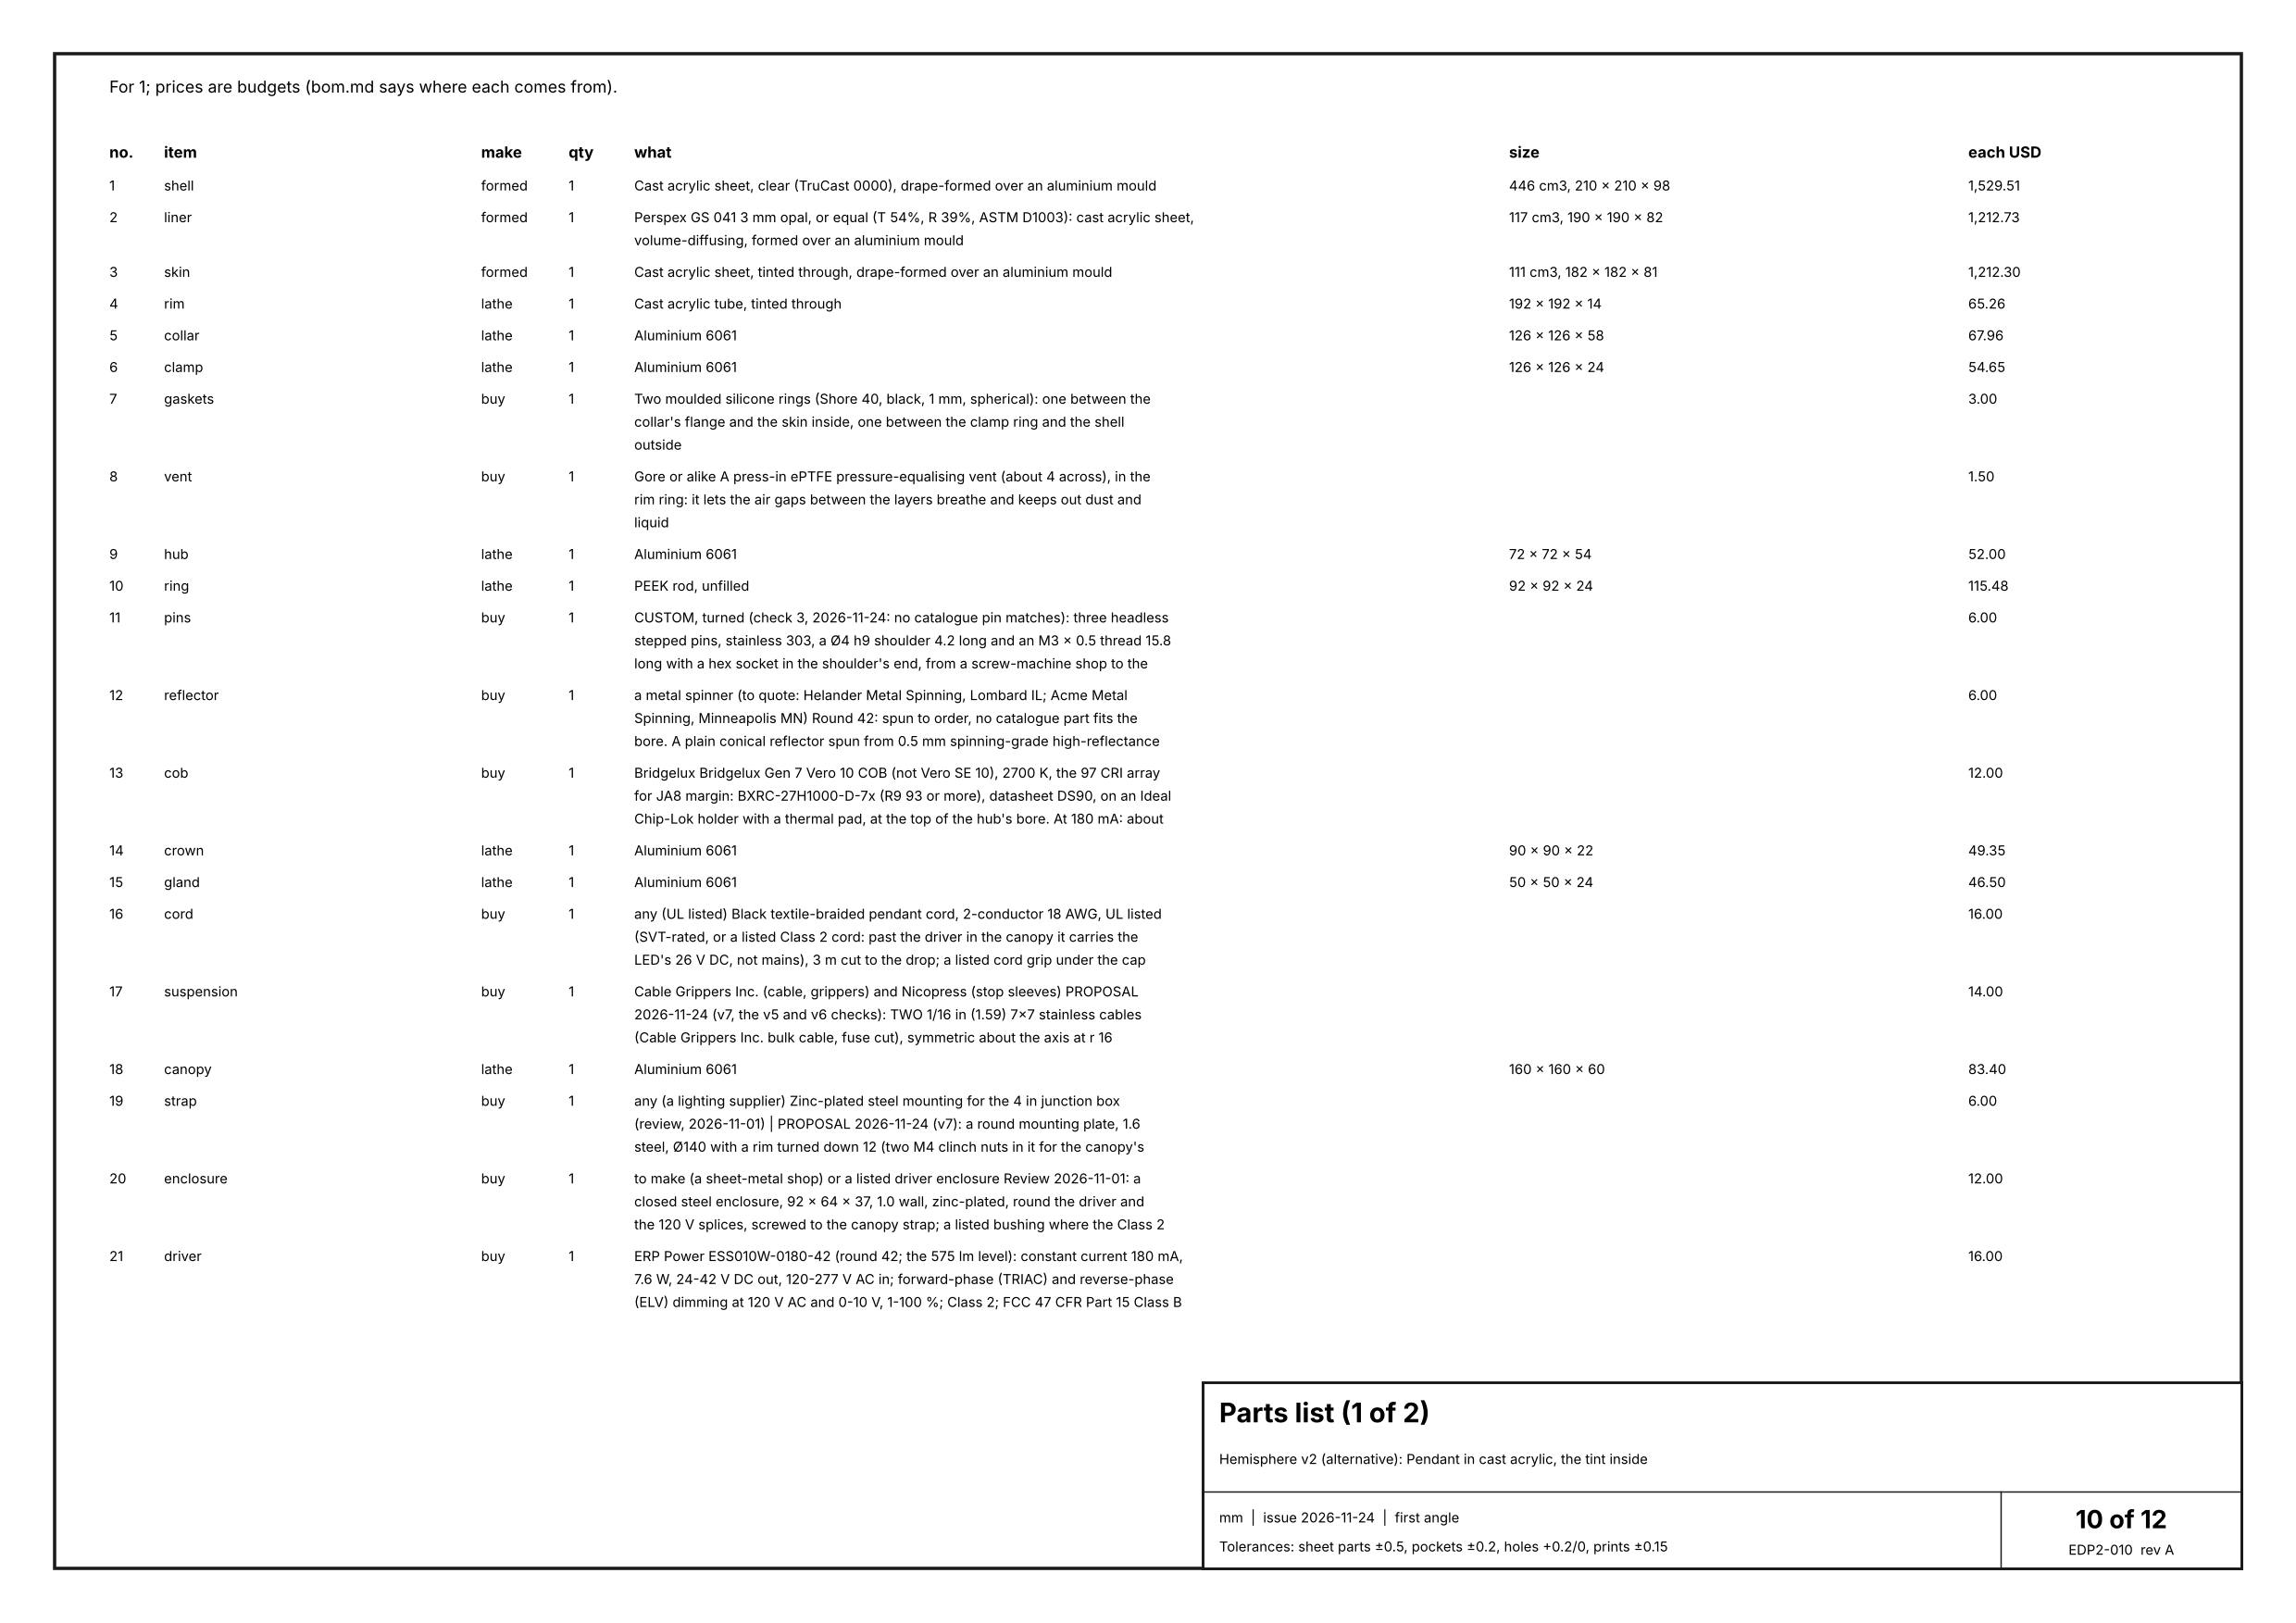 For 1; prices are budgets (bom.md says where each comes from).
no. item make qty what size each USD
1 shell formed 1 Cast acrylic sheet, clear (TruCast 0000), drape-formed over an aluminium mould 446 cm3, 210 × 210 × 98 1,529.51
2 liner formed 1 Perspex GS 041 3 mm opal, or equal (T 54%, R 39%, ASTM D1003): cast acrylic sheet, 117 cm3, 190 × 190 × 82 1,212.73
volume-diffusing, formed over an aluminium mould
3 skin formed 1 Cast acrylic sheet, tinted through, drape-formed over an aluminium mould 111 cm3, 182 × 182 × 81 1,212.30
4 rim lathe 1 Cast acrylic tube, tinted through 192 × 192 × 14 65.26
5 collar lathe 1 Aluminium 6061 126 × 126 × 58 67.96
6 clamp lathe 1 Aluminium 6061 126 × 126 × 24 54.65
7 gaskets buy 1 Two moulded silicone rings (Shore 40, black, 1 mm, spherical): one between the 3.00
collar's flange and the skin inside, one between the clamp ring and the shell
outside
8 vent buy 1 Gore or alike A press-in ePTFE pressure-equalising vent (about 4 across), in the 1.50
rim ring: it lets the air gaps between the layers breathe and keeps out dust and
liquid
9 hub lathe 1 Aluminium 6061 72 × 72 × 54 52.00
10 ring lathe 1 PEEK rod, unfilled 92 × 92 × 24 115.48
11 pins buy 1 CUSTOM, turned (check 3, 2026-11-24: no catalogue pin matches): three headless 6.00
stepped pins, stainless 303, a Ø4 h9 shoulder 4.2 long and an M3 × 0.5 thread 15.8
long with a hex socket in the shoulder's end, from a screw-machine shop to the
12 reflector buy 1 a metal spinner (to quote: Helander Metal Spinning, Lombard IL; Acme Metal 6.00
Spinning, Minneapolis MN) Round 42: spun to order, no catalogue part fits the
bore. A plain conical reflector spun from 0.5 mm spinning-grade high-reflectance
13 cob buy 1 Bridgelux Bridgelux Gen 7 Vero 10 COB (not Vero SE 10), 2700 K, the 97 CRI array 12.00
for JA8 margin: BXRC-27H1000-D-7x (R9 93 or more), datasheet DS90, on an Ideal
Chip-Lok holder with a thermal pad, at the top of the hub's bore. At 180 mA: about
14 crown lathe 1 Aluminium 6061 90 × 90 × 22 49.35
15 gland lathe 1 Aluminium 6061 50 × 50 × 24 46.50
16 cord buy 1 any (UL listed) Black textile-braided pendant cord, 2-conductor 18 AWG, UL listed 16.00
(SVT-rated, or a listed Class 2 cord: past the driver in the canopy it carries the
LED's 26 V DC, not mains), 3 m cut to the drop; a listed cord grip under the cap
17 suspension buy 1 Cable Grippers Inc. (cable, grippers) and Nicopress (stop sleeves) PROPOSAL 14.00
2026-11-24 (v7, the v5 and v6 checks): TWO 1/16 in (1.59) 7×7 stainless cables
(Cable Grippers Inc. bulk cable, fuse cut), symmetric about the axis at r 16
18 canopy lathe 1 Aluminium 6061 160 × 160 × 60 83.40
19 strap buy 1 any (a lighting supplier) Zinc-plated steel mounting for the 4 in junction box 6.00
(review, 2026-11-01) | PROPOSAL 2026-11-24 (v7): a round mounting plate, 1.6
steel, Ø140 with a rim turned down 12 (two M4 clinch nuts in it for the canopy's
20 enclosure buy 1 to make (a sheet-metal shop) or a listed driver enclosure Review 2026-11-01: a 12.00
closed steel enclosure, 92 × 64 × 37, 1.0 wall, zinc-plated, round the driver and
the 120 V splices, screwed to the canopy strap; a listed bushing where the Class 2
21 driver buy 1 ERP Power ESS010W-0180-42 (round 42; the 575 lm level): constant current 180 mA, 16.00
7.6 W, 24-42 V DC out, 120-277 V AC in; forward-phase (TRIAC) and reverse-phase
(ELV) dimming at 120 V AC and 0-10 V, 1-100 %; Class 2; FCC 47 CFR Part 15 Class B
Parts list (1 of 2)
Hemisphere v2 (alternative): Pendant in cast acrylic, the tint inside
mm | issue 2026-11-24 | first angle
Tolerances: sheet parts ±0.5, pockets ±0.2, holes +0.2/0, prints ±0.15
10 of 12
EDP2-010 rev A